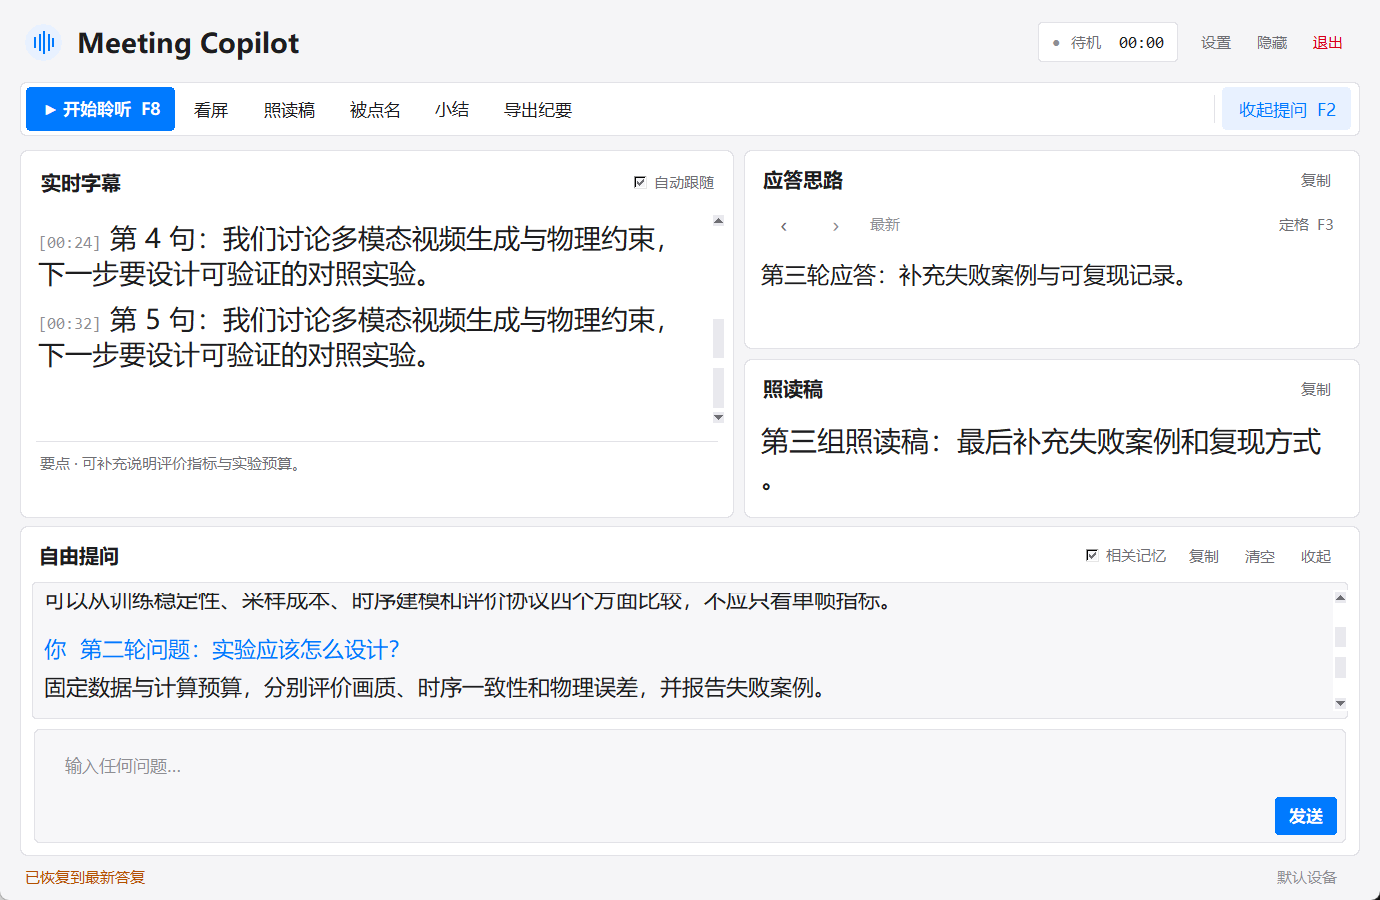 Meeting Copilot
待机 00:00 设置 隐藏 退出
开始聆听 F8 看屏 照读稿 被点名 小结 导出纪要 收起提问 F2
实时字幕 自动跟随
[00:24] 第 4 句：我们讨论多模态视频生成与物理约束，
下一步要设计可验证的对照实验。
[00:32] 第 5 句：我们讨论多模态视频生成与物理约束，
下一步要设计可验证的对照实验。
要点 · 可补充说明评价指标与实验预算。
应答思路 复制
‹ › 最新 定格 F3
第三轮应答：补充失败案例与可复现记录。
照读稿 复制
第三组照读稿：最后补充失败案例和复现方式
。
自由提问 相关记忆 复制 清空 收起
可以从训练稳定性、采样成本、时序建模和评价协议四个方面比较，不应只看单帧指标。
你 第二轮问题：实验应该怎么设计？
固定数据与计算预算，分别评价画质、时序一致性和物理误差，并报告失败案例。
输入任何问题...
发送
已恢复到最新答复 默认设备